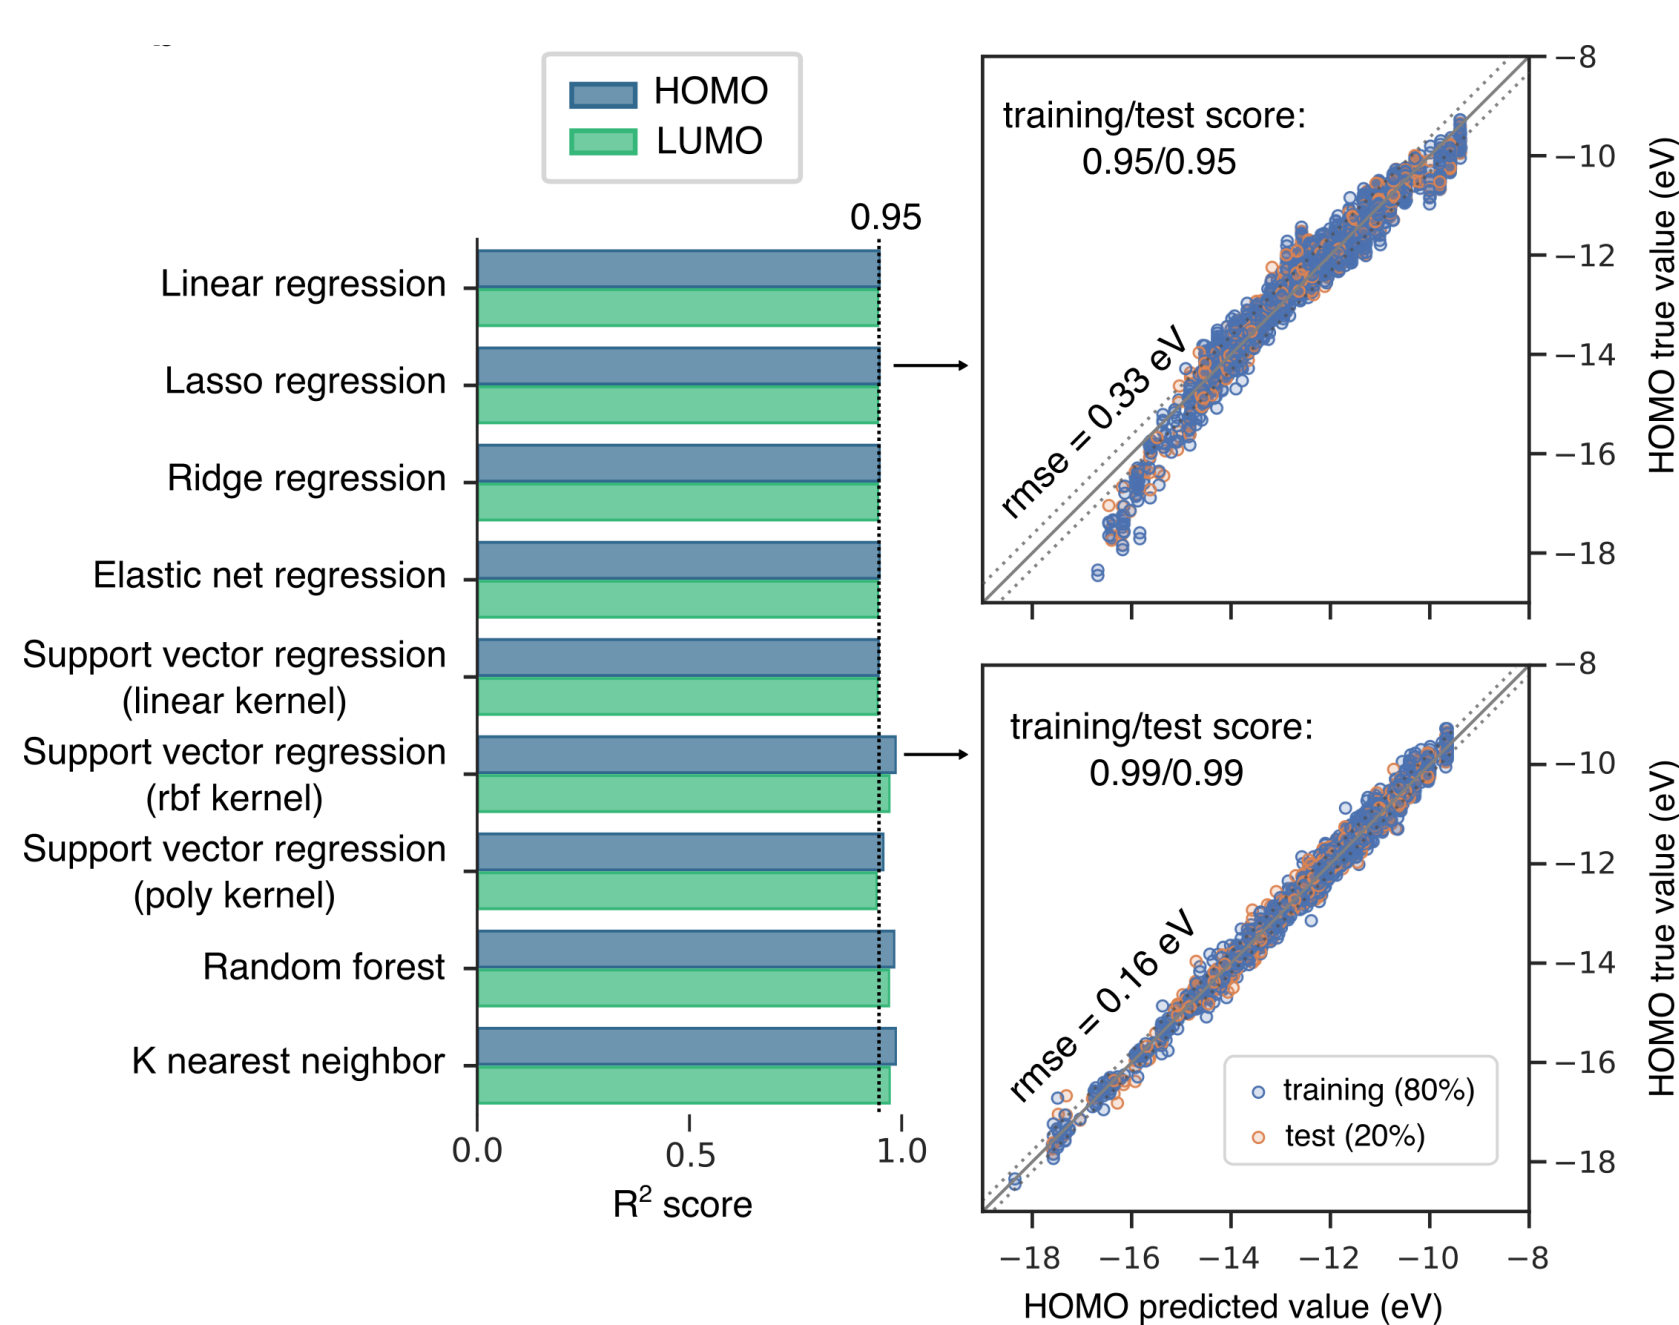 HOMO
LUMO
0.95
Linear regression
Lasso regression
Ridge regression
Elastic net regression
Support vector regression
(linear kernel)
Support vector regression
(rbf kernel)
Support vector regression
(poly kernel)
Random forest
K nearest neighbor
0.0
0.5
1.0
R² score
training/test score:
0.95/0.95
rmse = 0.33 eV
−8
−10
−12
−14
−16
−18
HOMO true value (eV)
training/test score:
0.99/0.99
rmse = 0.16 eV
training (80%)
test (20%)
−8
−10
−12
−14
−16
−18
HOMO true value (eV)
−18
−16
−14
−12
−10
−8
HOMO predicted value (eV)